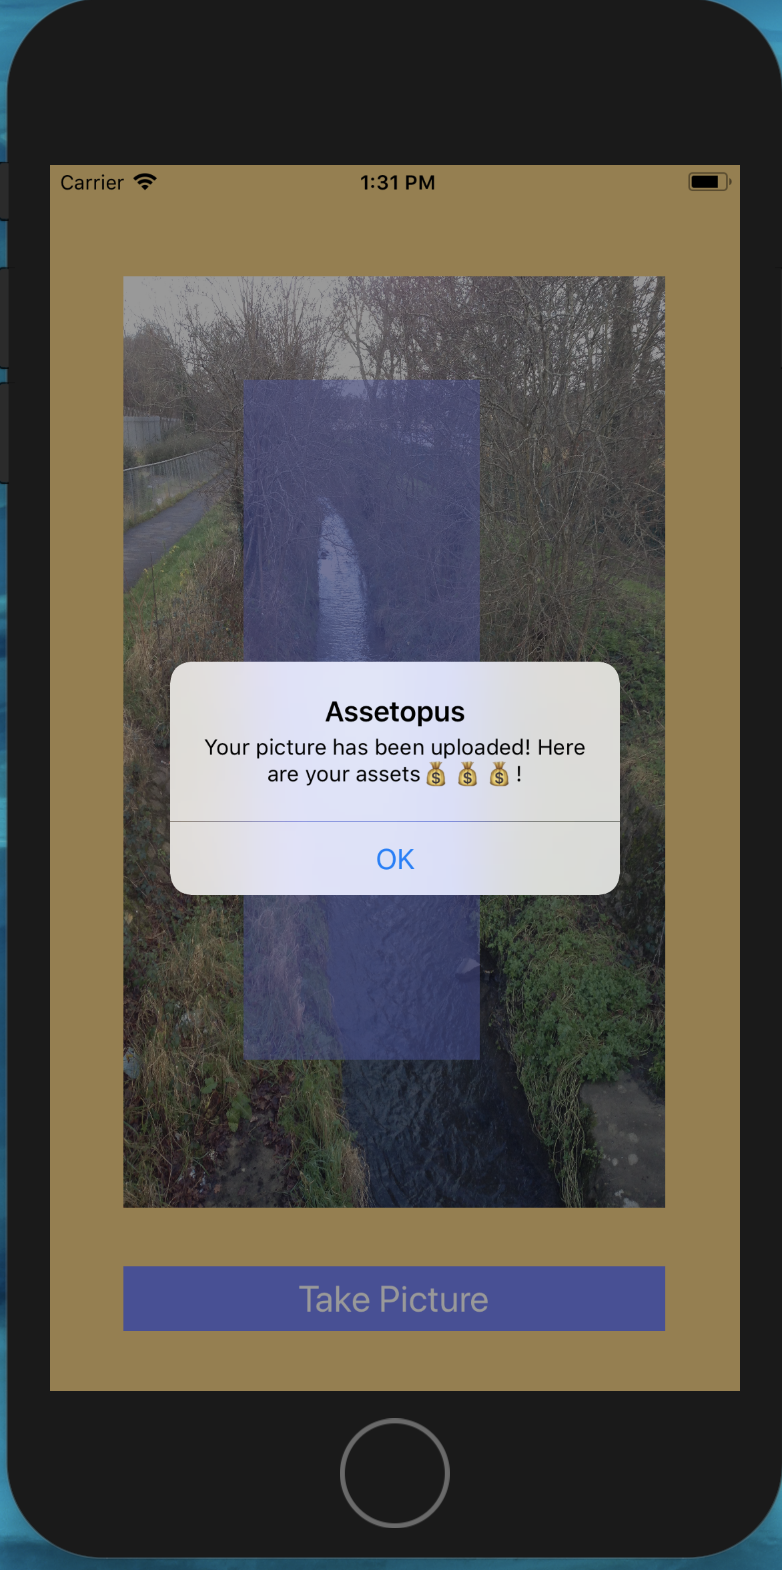 Carrier 1:31 PM
Assetopus
Your picture has been uploaded! Here
are your assets💰 💰 💰!
OK
Take Picture